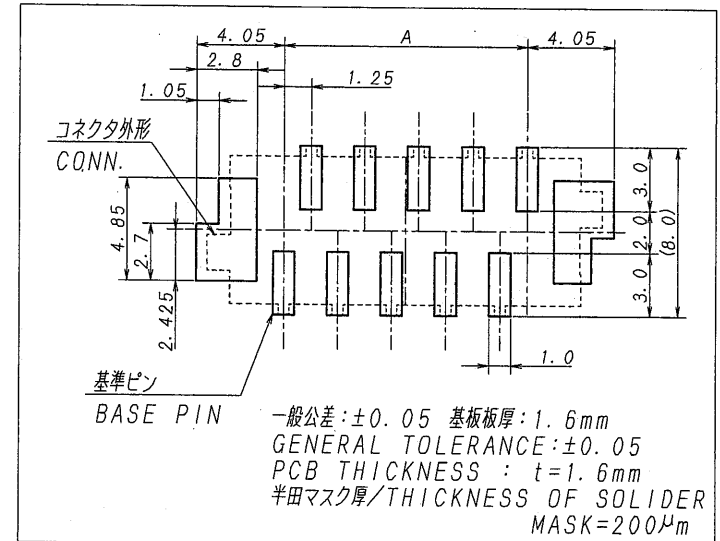 4.05
A
4.05
2.8
1.25
1.05
コネクタ外形
CONN.
4.85
2.7
2.425
3.0
2.0
(8.0)
3.0
1.0
基準ピン
BASE PIN
一般公差:±0.05 基板板厚:1.6mm
GENERAL TOLERANCE:±0.05
PCB THICKNESS : t=1.6mm
半田マスク厚/THICKNESS OF SOLIDER
MASK=200μm